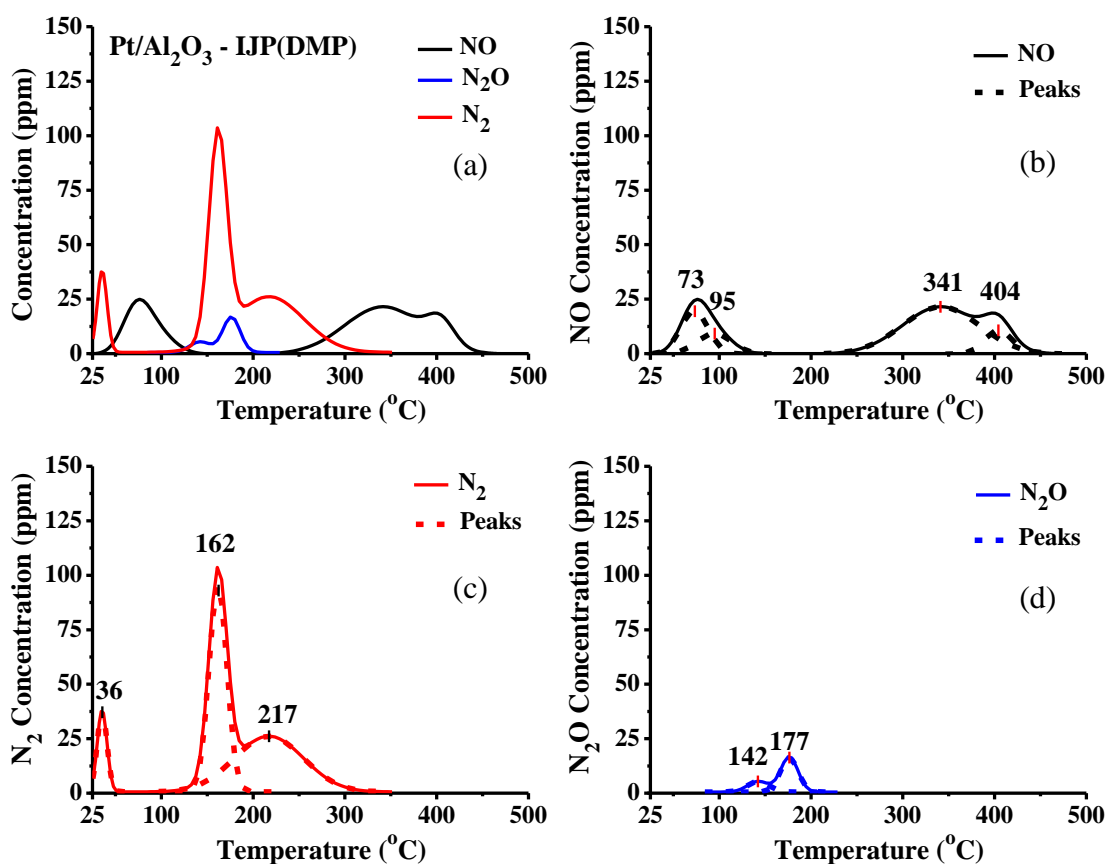 Pt/Al₂O₃ - IJP(DMP)
NO
N₂O
N₂
(a)
150
125
100
75
50
25
0
25 100 200 300 400 500
Concentration (ppm)
Temperature (°C)
NO
Peaks
(b)
73
95
341
404
150
125
100
75
50
25
0
25 100 200 300 400 500
NO Concentration (ppm)
Temperature (°C)
N₂
Peaks
(c)
36
162
217
150
125
100
75
50
25
0
25 100 200 300 400 500
N₂ Concentration (ppm)
Temperature (°C)
N₂O
Peaks
(d)
142 177
150
125
100
75
50
25
0
25 100 200 300 400 500
N₂O Concentration (ppm)
Temperature (°C)